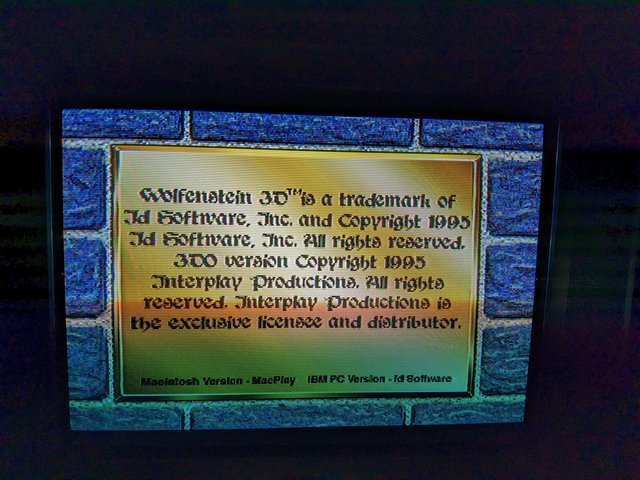 Wolfenstein 3D™ is a trademark of
Id Software, Inc. and Copyright 1995
Id Software, Inc. All rights reserved.
3DO version Copyright 1995
Interplay Productions. All rights
reserved. Interplay Productions is
the exclusive licensee and distributor.
Macintosh Version - MacPlay IBM PC Version - Id Software